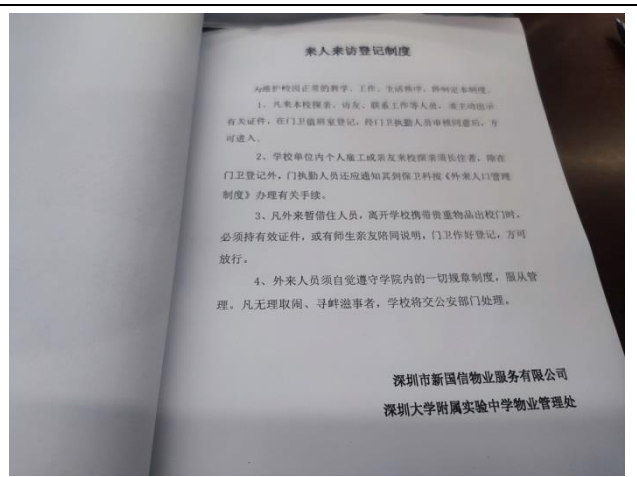 来人来访登记制度
为维护校园正常的教学、工作、生活秩序，特制定本制度。
1、凡来本校探亲、访友、联系工作等人员，需主动出示
有关证件，在门卫值班室登记，经门卫执勤人员审核同意后，方
可进入。
2、学校单位内个人雇工或亲友来校探亲需长住者，除在
门卫登记外，门执勤人员还应通知其到保卫科按《外来人口管理
制度》办理有关手续。
3、凡外来暂借住人员，离开学校携带贵重物品出校门时，
必须持有效证件，或有师生亲友陪同说明，门卫作好登记，方可
放行。
4、外来人员须自觉遵守学院内的一切规章制度，服从管
理。凡无理取闹、寻衅滋事者，学校将交公安部门处理。
深圳市新国信物业服务有限公司
深圳大学附属实验中学物业管理处